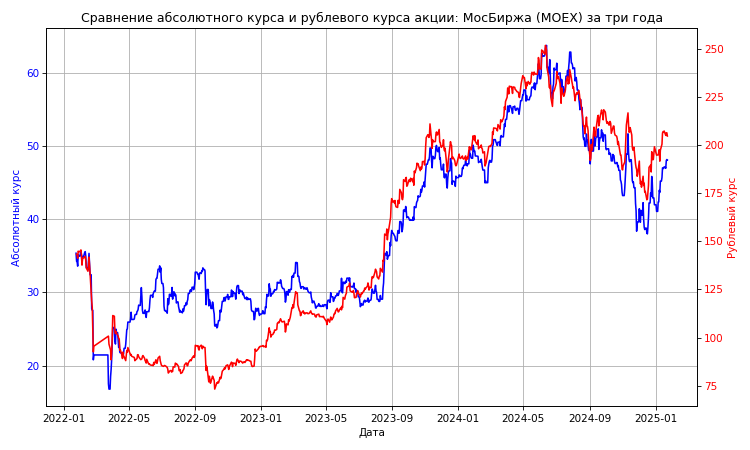 Сравнение абсолютного курса и рублевого курса акции: МосБиржа (MOEX) за три года
Абсолютный курс
60
50
40
30
20
250
225
200
175
150
125
100
75
Рублевый курс
2022-01 2022-05 2022-09 2023-01 2023-05 2023-09 2024-01 2024-05 2024-09 2025-01
Дата